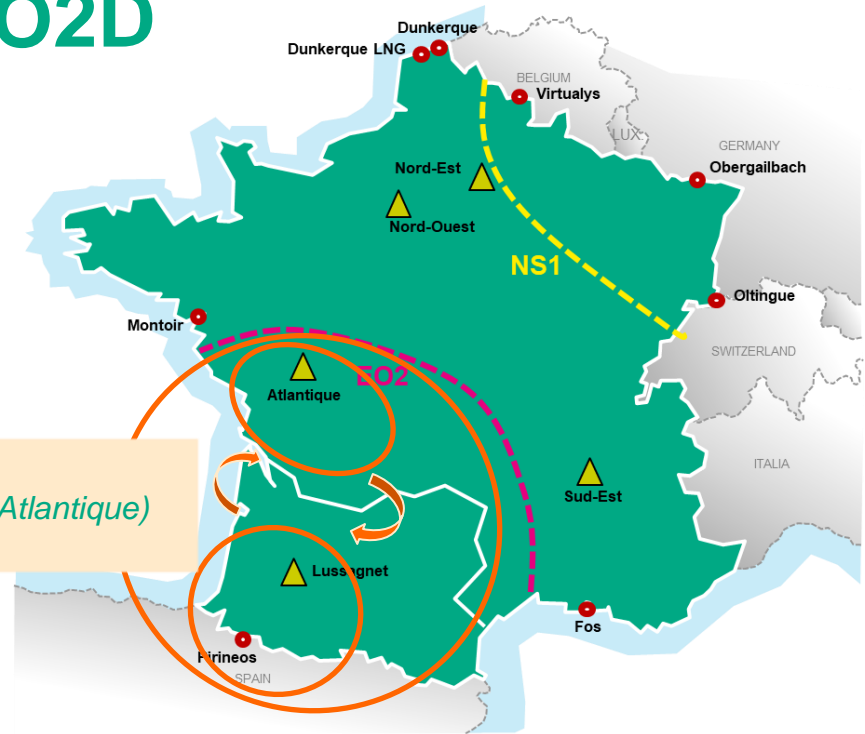 O2D
Dunkerque
Dunkerque LNG
BELGIUM
Virtualys
LUX.
GERMANY
Obergailbach
Nord-Est
Nord-Ouest
NS1
Oltingue
Montoir
SWITZERLAND
EO2
Atlantique
ITALIA
Sud-Est
Atlantique)
Lussagnet
Fos
Pirineos
SPAIN